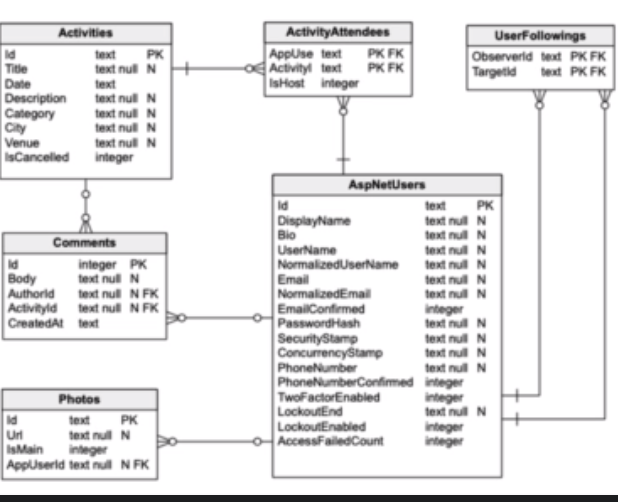 Activities
Id text PK
Title text null N
Date text
Description text null N
Category text null N
City text null N
Venue text null N
IsCancelled integer
ActivityAttendees
AppUse text PK FK
ActivityI text PK FK
IsHost integer
UserFollowings
ObserverId text PK FK
TargetId text PK FK
AspNetUsers
Id text PK
DisplayName text null N
Bio text null N
UserName text null N
NormalizedUserName text null N
Email text null N
NormalizedEmail text null N
EmailConfirmed integer
PasswordHash text null N
SecurityStamp text null N
ConcurrencyStamp text null N
PhoneNumber text null N
PhoneNumberConfirmed integer
TwoFactorEnabled integer
LockoutEnd text null N
LockoutEnabled integer
AccessFailedCount integer
Comments
Id integer PK
Body text null N
AuthorId text null N FK
ActivityId text null N FK
CreatedAt text
Photos
Id text PK
Url text null N
IsMain integer
AppUserId text null N FK